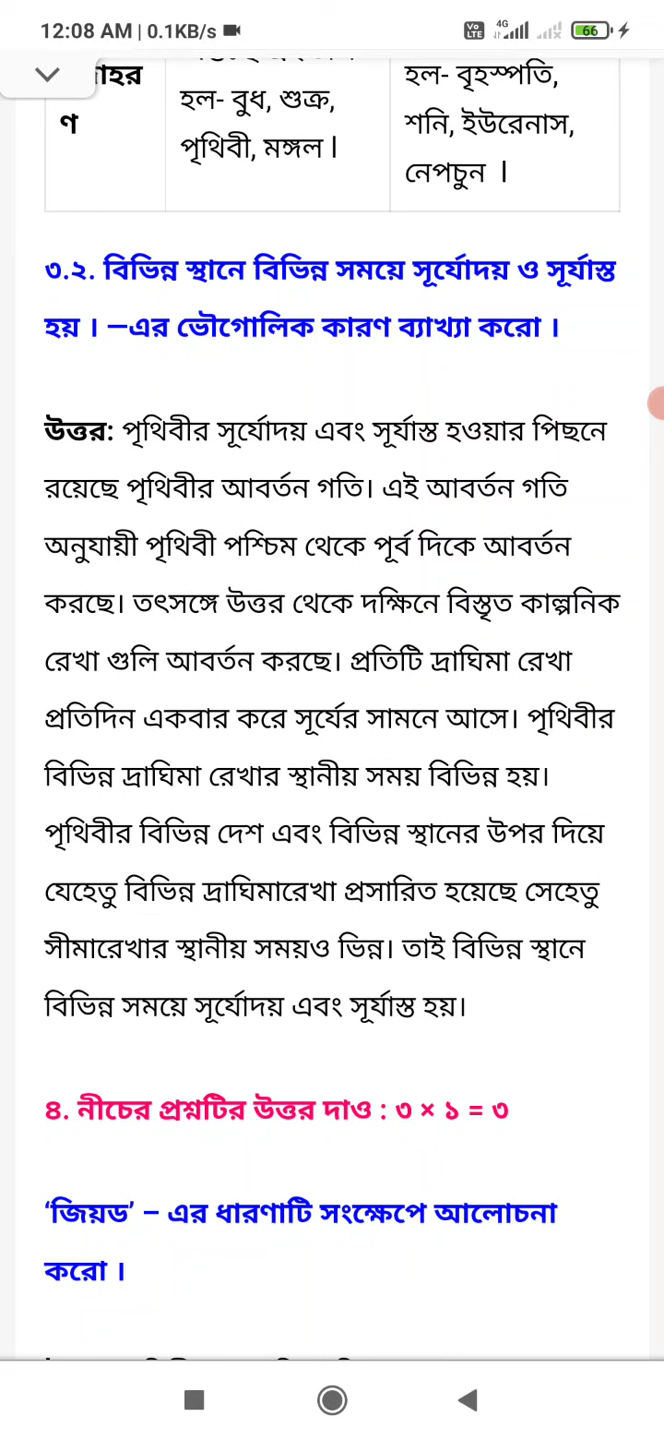 12:08 AM | 0.1KB/s
Vo LTE 4G 66
হল- বুধ, শুক্র,
পৃথিবী, মঙ্গল।
হল- বৃহস্পতি,
শনি, ইউরেনাস,
নেপচুন ।
৩.২. বিভিন্ন স্থানে বিভিন্ন সময়ে সূর্যোদয় ও সূর্যাস্ত
হয় । —এর ভৌগোলিক কারণ ব্যাখ্যা করো ।
উত্তর: পৃথিবীর সূর্যোদয় এবং সূর্যাস্ত হওয়ার পিছনে
রয়েছে পৃথিবীর আবর্তন গতি। এই আবর্তন গতি
অনুযায়ী পৃথিবী পশ্চিম থেকে পূর্ব দিকে আবর্তন
করছে। তৎসঙ্গে উত্তর থেকে দক্ষিনে বিস্তৃত কাল্পনিক
রেখা গুলি আবর্তন করছে। প্রতিটি দ্রাঘিমা রেখা
প্রতিদিন একবার করে সূর্যের সামনে আসে। পৃথিবীর
বিভিন্ন দ্রাঘিমা রেখার স্থানীয় সময় বিভিন্ন হয়।
পৃথিবীর বিভিন্ন দেশ এবং বিভিন্ন স্থানের উপর দিয়ে
যেহেতু বিভিন্ন দ্রাঘিমারেখা প্রসারিত হয়েছে সেহেতু
সীমারেখার স্থানীয় সময়ও ভিন্ন। তাই বিভিন্ন স্থানে
বিভিন্ন সময়ে সূর্যোদয় এবং সূর্যাস্ত হয়।
৪. নীচের প্রশ্নটির উত্তর দাও : ৩ × ১ = ৩
‘জিয়ড’ – এর ধারণাটি সংক্ষেপে আলোচনা
করো ।